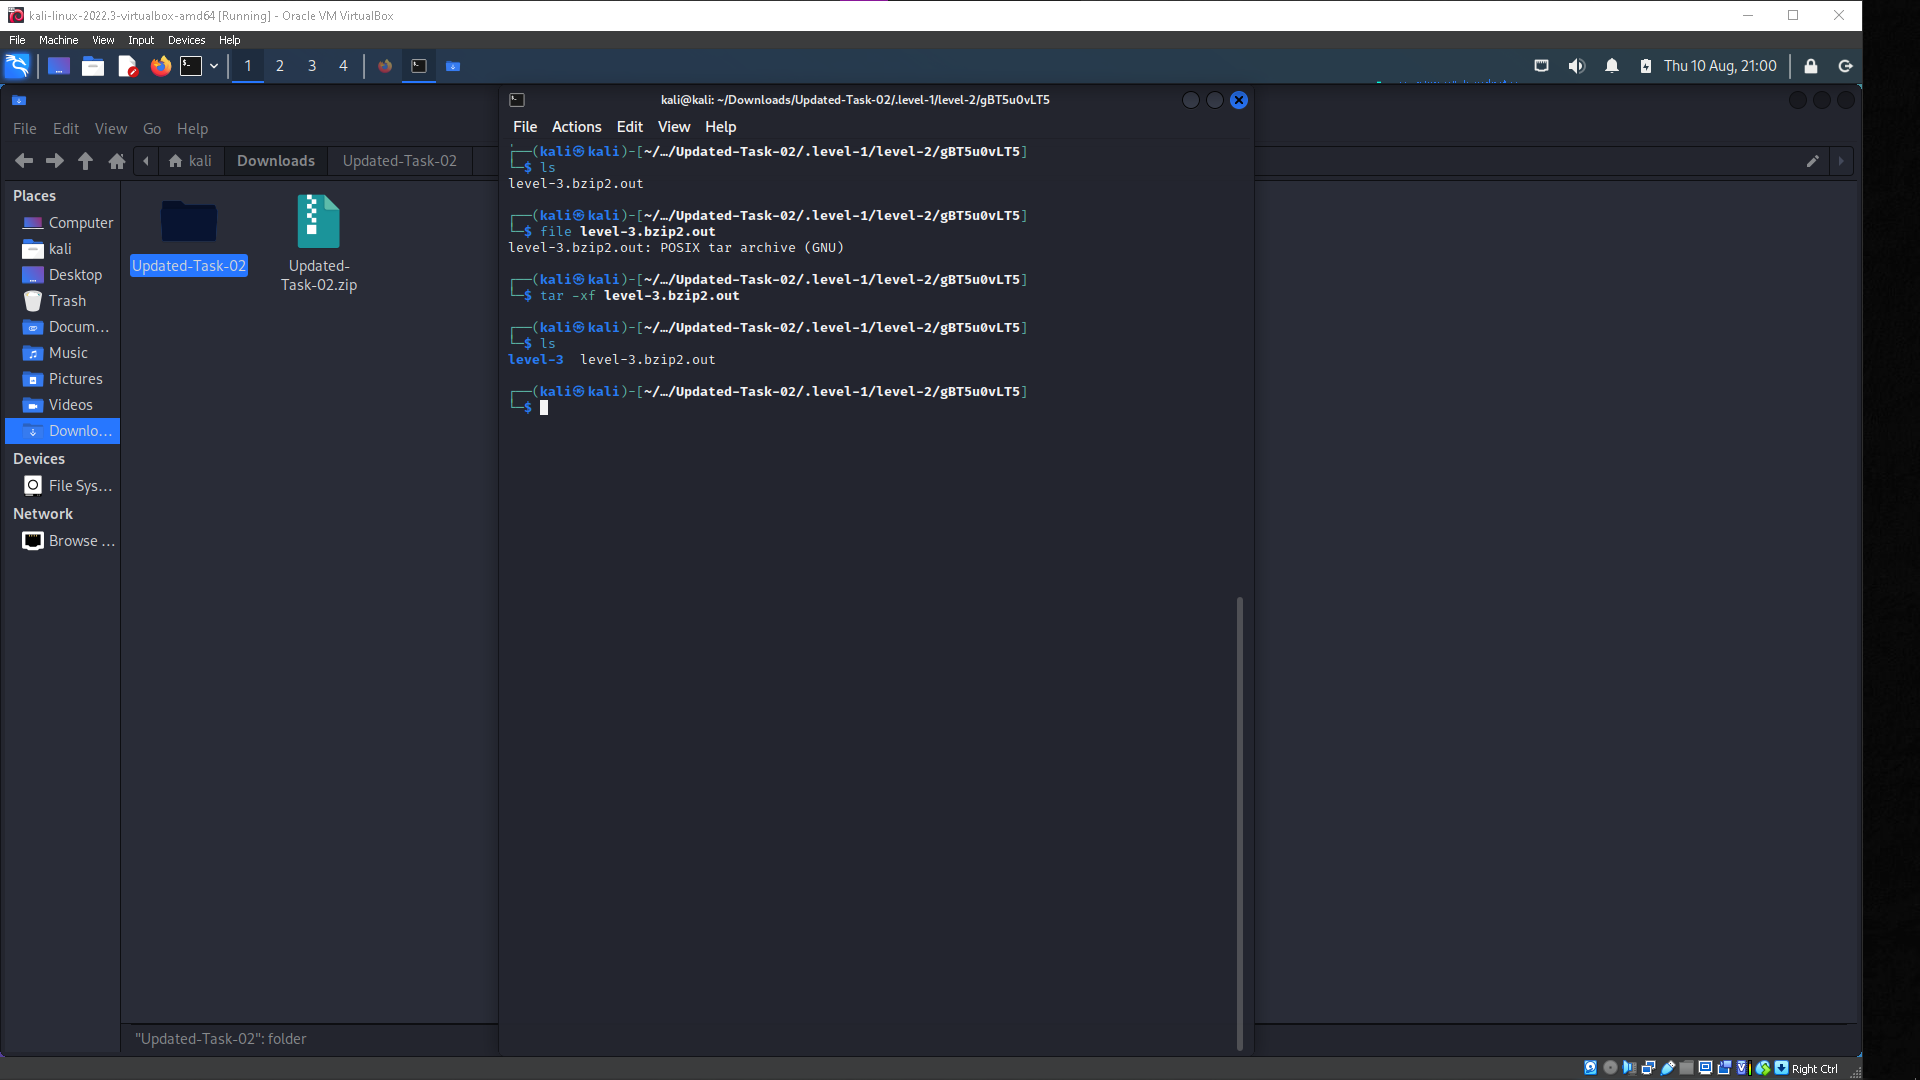 kali-linux-2022.3-virtualbox-amd64 [Running] - Oracle VM VirtualBox
File Machine View Input Devices Help
1 2 3 4
Thu 10 Aug, 21:00
File Edit View Go Help
kali Downloads Updated-Task-02
Places
Computer
kali
Desktop
Trash
Docum...
Music
Pictures
Videos
Downlo...
Devices
File Sys...
Network
Browse ...
Updated-Task-02
Updated-
Task-02.zip
"Updated-Task-02": folder
kali@kali: ~/Downloads/Updated-Task-02/.level-1/level-2/gBT5u0vLT5
File Actions Edit View Help
┌──(kali㉿kali)-[~/…/Updated-Task-02/.level-1/level-2/gBT5u0vLT5]
└─$ ls
level-3.bzip2.out
┌──(kali㉿kali)-[~/…/Updated-Task-02/.level-1/level-2/gBT5u0vLT5]
└─$ file level-3.bzip2.out
level-3.bzip2.out: POSIX tar archive (GNU)
┌──(kali㉿kali)-[~/…/Updated-Task-02/.level-1/level-2/gBT5u0vLT5]
└─$ tar -xf level-3.bzip2.out
┌──(kali㉿kali)-[~/…/Updated-Task-02/.level-1/level-2/gBT5u0vLT5]
└─$ ls
level-3  level-3.bzip2.out
┌──(kali㉿kali)-[~/…/Updated-Task-02/.level-1/level-2/gBT5u0vLT5]
└─$
Right Ctrl